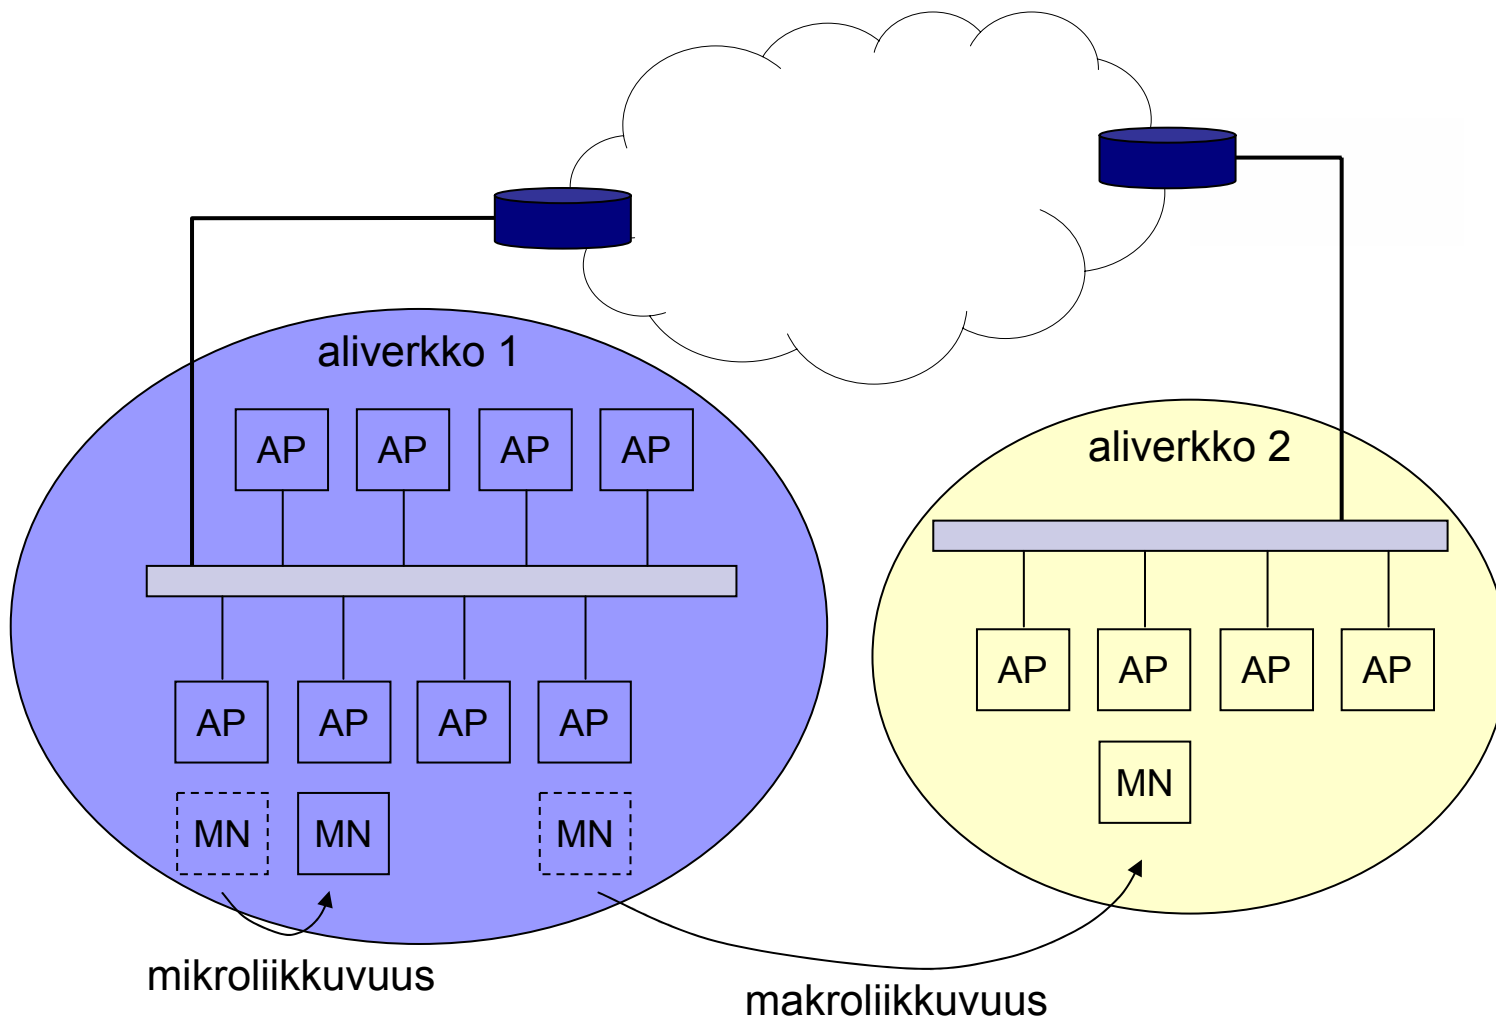 aliverkko 1
AP AP AP AP
AP AP AP AP
MN MN MN
mikroliikkuvuus
aliverkko 2
AP AP AP AP
MN
makroliikkuvuus